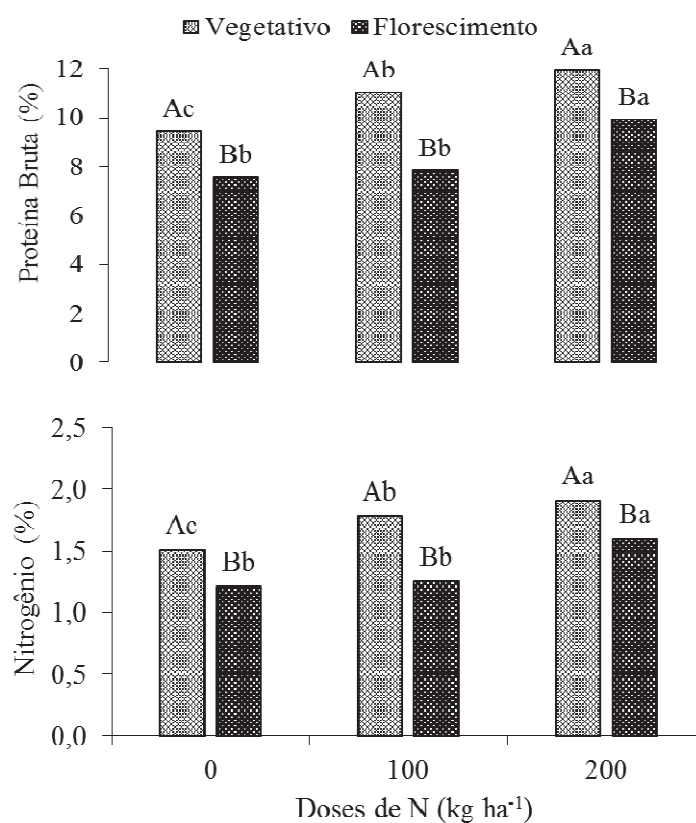 Vegetativo Florescimento
Proteína Bruta (%)
12
10
8
6
4
2
0
Ac
Bb
Ab
Bb
Aa
Ba
Nitrogênio (%)
2,5
2,0
1,5
1,0
0,5
0,0
Ac
Bb
Ab
Bb
Aa
Ba
0 100 200
Doses de N (kg ha⁻¹)